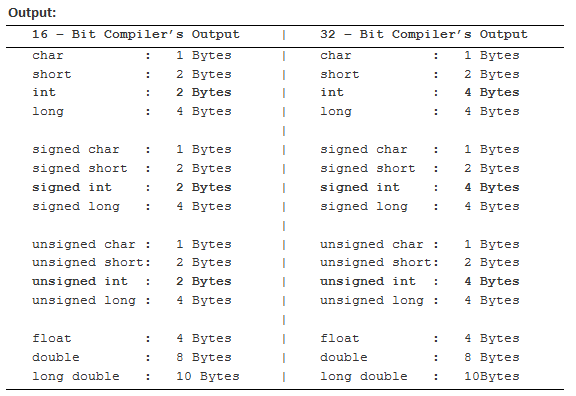 Output:
16 – Bit Compiler’s Output | 32 – Bit Compiler’s Output
char : 1 Bytes | char : 1 Bytes
short : 2 Bytes | short : 2 Bytes
int : 2 Bytes | int : 4 Bytes
long : 4 Bytes | long : 4 Bytes
|
signed char : 1 Bytes | signed char : 1 Bytes
signed short : 2 Bytes | signed short : 2 Bytes
signed int : 2 Bytes | signed int : 4 Bytes
signed long : 4 Bytes | signed long : 4 Bytes
|
unsigned char : 1 Bytes | unsigned char : 1 Bytes
unsigned short: 2 Bytes | unsigned short: 2 Bytes
unsigned int : 2 Bytes | unsigned int : 4 Bytes
unsigned long : 4 Bytes | unsigned long : 4 Bytes
|
float : 4 Bytes | float : 4 Bytes
double : 8 Bytes | double : 8 Bytes
long double : 10 Bytes | long double : 10Bytes